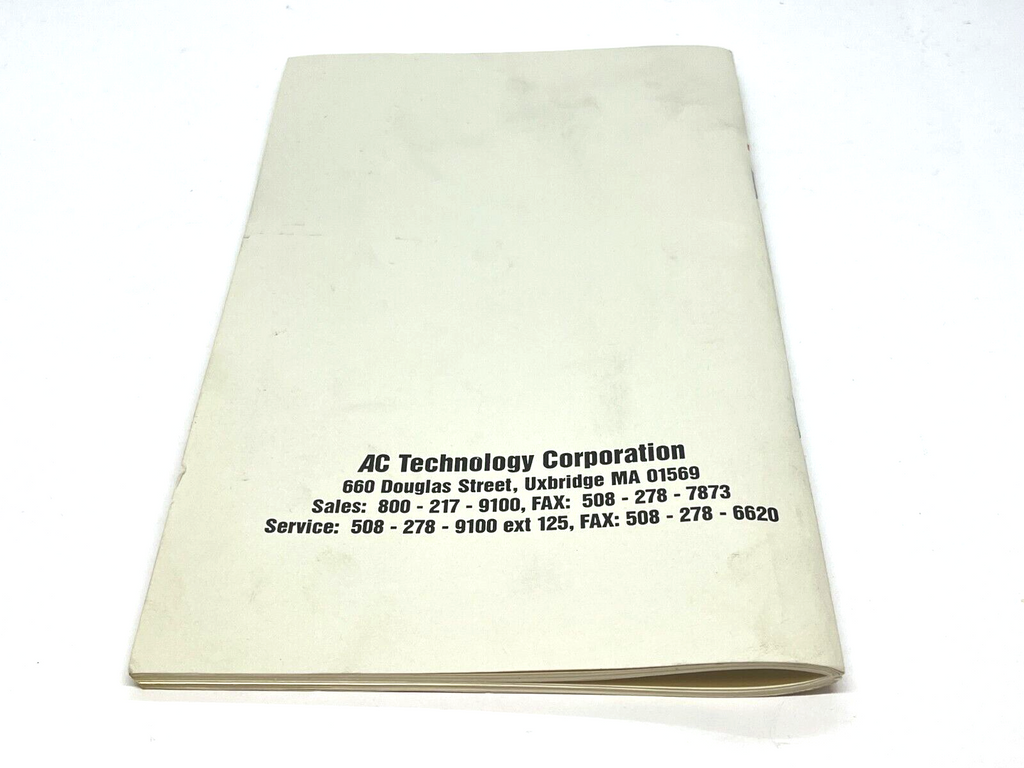 AC Technology Corporation
660 Douglas Street, Uxbridge MA 01569
Sales: 800 - 217 - 9100, FAX: 508 - 278 - 7873
Service: 508 - 278 - 9100 ext 125, FAX: 508 - 278 - 6620